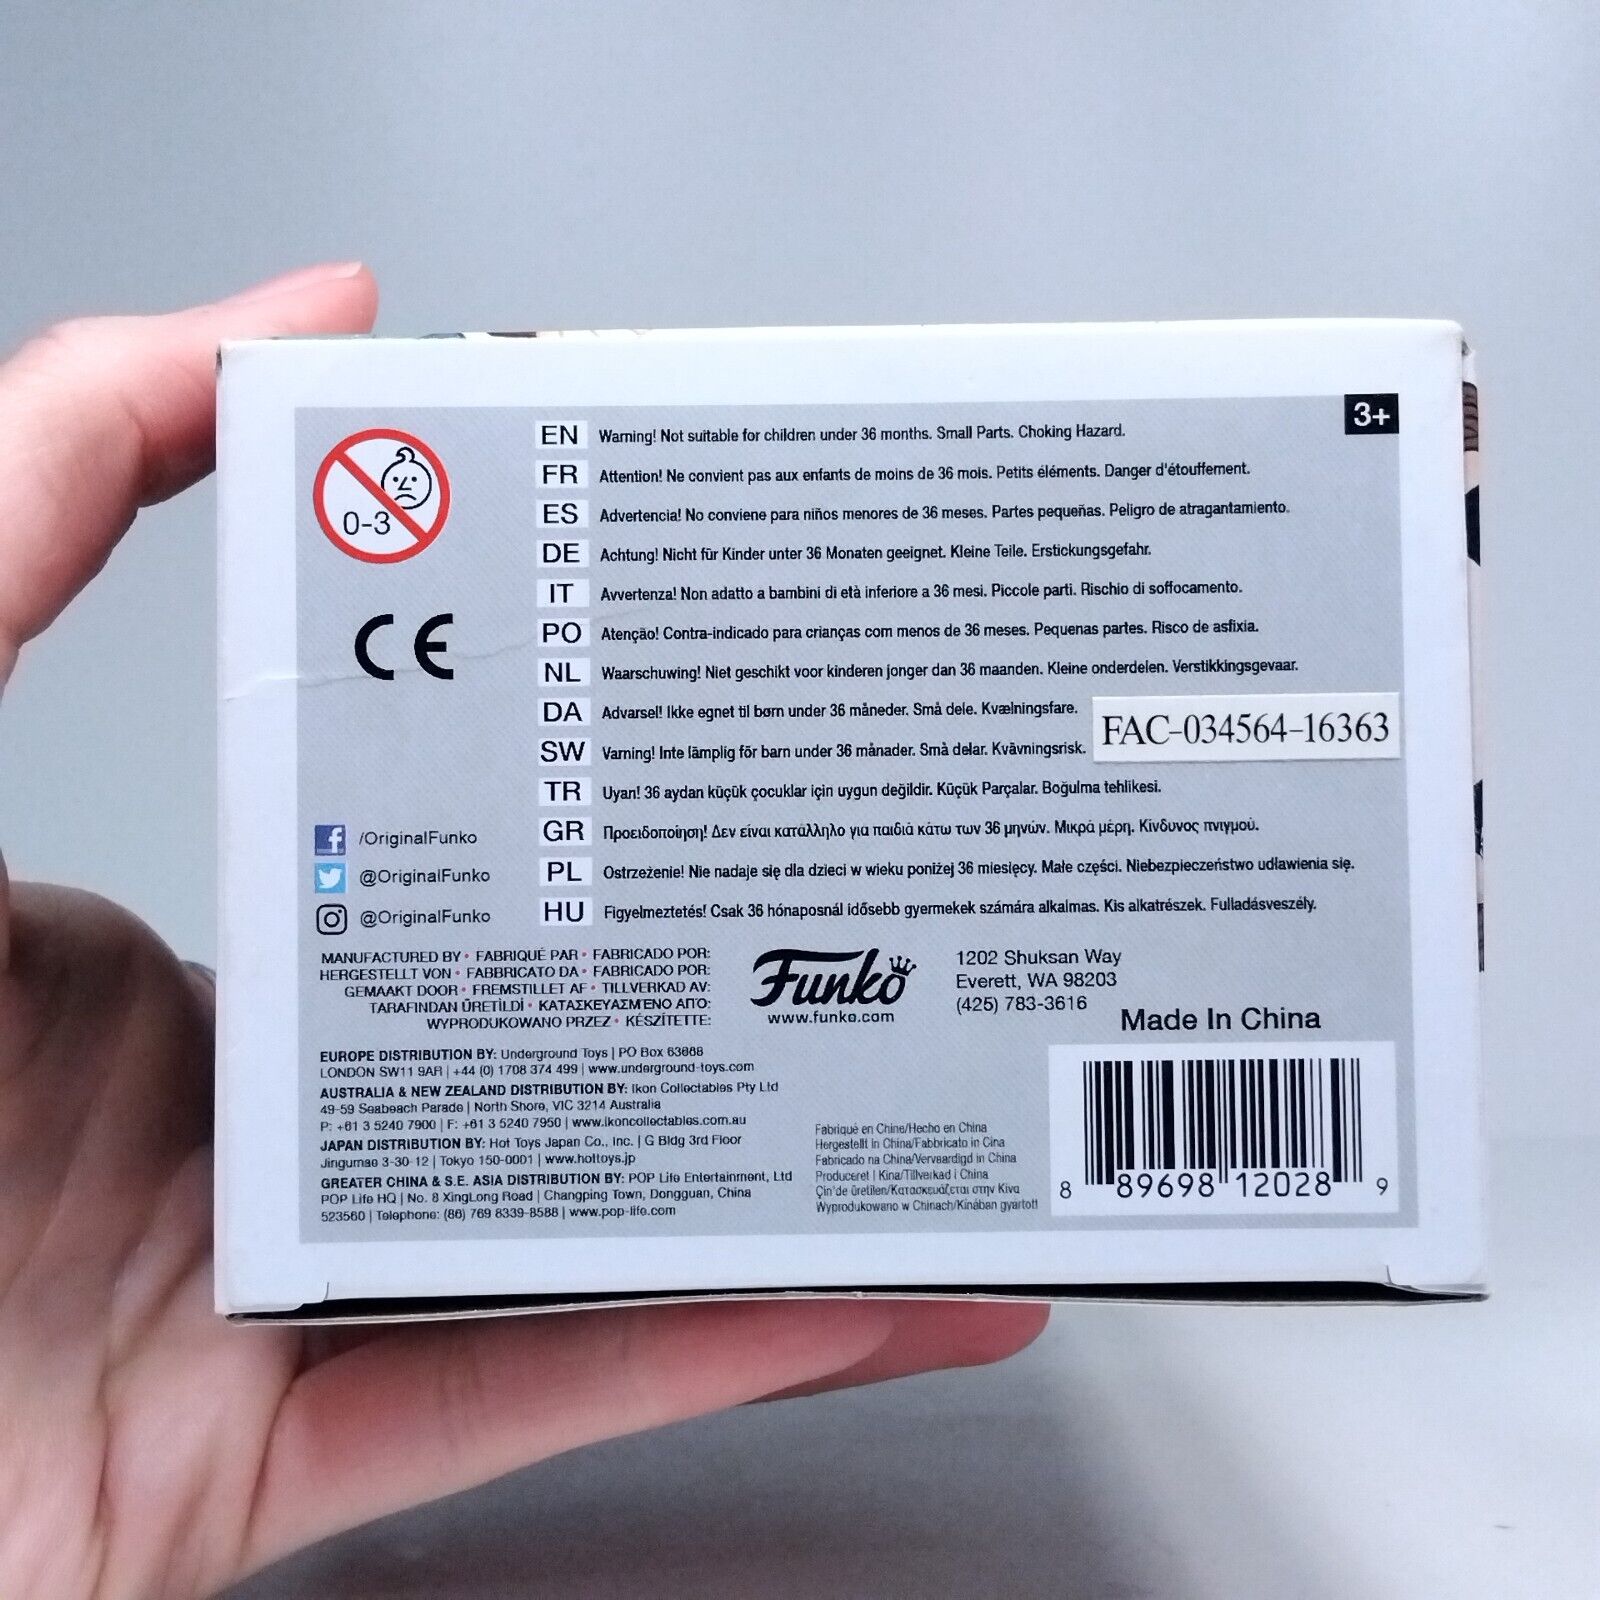 3+
0-3
CE
EN Warning! Not suitable for children under 36 months. Small Parts. Choking Hazard.
FR Attention! Ne convient pas aux enfants de moins de 36 mois. Petits éléments. Danger d'étouffement.
ES Advertencia! No conviene para niños menores de 36 meses. Partes pequeñas. Peligro de atragantamiento.
DE Achtung! Nicht für Kinder unter 36 Monaten geeignet. Kleine Teile. Erstickungsgefahr.
IT Avvertenza! Non adatto a bambini di età inferiore a 36 mesi. Piccole parti. Rischio di soffocamento.
PO Atenção! Contra-indicado para crianças com menos de 36 meses. Pequenas partes. Risco de asfixia.
NL Waarschuwing! Niet geschikt voor kinderen jonger dan 36 maanden. Kleine onderdelen. Verstikkingsgevaar.
DA Advarsel! Ikke egnet til børn under 36 måneder. Små dele. Kvælningsfare.
FAC-034564-16363
SW Varning! Inte lämplig för barn under 36 månader. Små delar. Kvävningsrisk.
TR Uyarı! 36 aydan küçük çocuklar için uygun değildir. Küçük Parçalar. Boğulma tehlikesi.
GR Προειδοποίηση! Δεν είναι κατάλληλο για παιδιά κάτω των 36 μηνών. Μικρά μέρη. Κίνδυνος πνιγμού.
PL Ostrzeżenie! Nie nadaje się dla dzieci w wieku poniżej 36 miesięcy. Małe części. Niebezpieczeństwo udławienia się.
HU Figyelmeztetés! Csak 36 hónaposnál idősebb gyermekek számára alkalmas. Kis alkatrészek. Fulladásveszély.
/OriginalFunko
@OriginalFunko
@OriginalFunko
MANUFACTURED BY • FABRIQUÉ PAR • FABRICADO POR:
HERGESTELLT VON • FABBRICATO DA • FABRICADO POR:
GEMAAKT DOOR • FREMSTILLET AF • TILLVERKAD AV:
TARAFINDAN ÜRETİLDİ • ΚΑΤΑΣΚΕΥΑΣΜΕΝΟ ΑΠΟ:
WYPRODUKOWANO PRZEZ • KÉSZÍTETTE:
Funko
www.funko.com
1202 Shuksan Way
Everett, WA 98203
(425) 783-3616
Made In China
EUROPE DISTRIBUTION BY: Underground Toys | PO Box 63688
LONDON SW11 9AR | +44 (0) 1708 374 499 | www.underground-toys.com
AUSTRALIA & NEW ZEALAND DISTRIBUTION BY: Ikon Collectables Pty Ltd
49-59 Seabeach Parade | North Shore, VIC 3214 Australia
P: +61 3 5240 7900 | F: +61 3 5240 7950 | www.ikoncollectables.com.au
JAPAN DISTRIBUTION BY: Hot Toys Japan Co., Inc. | G Bldg 3rd Floor
Jingumae 3-30-12 | Tokyo 150-0001 | www.hottoys.jp
GREATER CHINA & S.E. ASIA DISTRIBUTION BY: POP Life Entertainment, Ltd
POP Life HQ | No. 8 XingLong Road | Changping Town, Dongguan, China
523560 | Telephone: (86) 769 8339-8588 | www.pop-life.com
Fabriqué en Chine/Hecho en China
Hergestellt in China/Fabbricato in Cina
Fabricado na China/Vervaardigd in China
Produceret i Kina/Tillverkad i China
Çin'de üretilen/Κατασκευάζεται στην Κίνα
Wyprodukowano w Chinach/Kínában gyártott
8 89698 12028 9